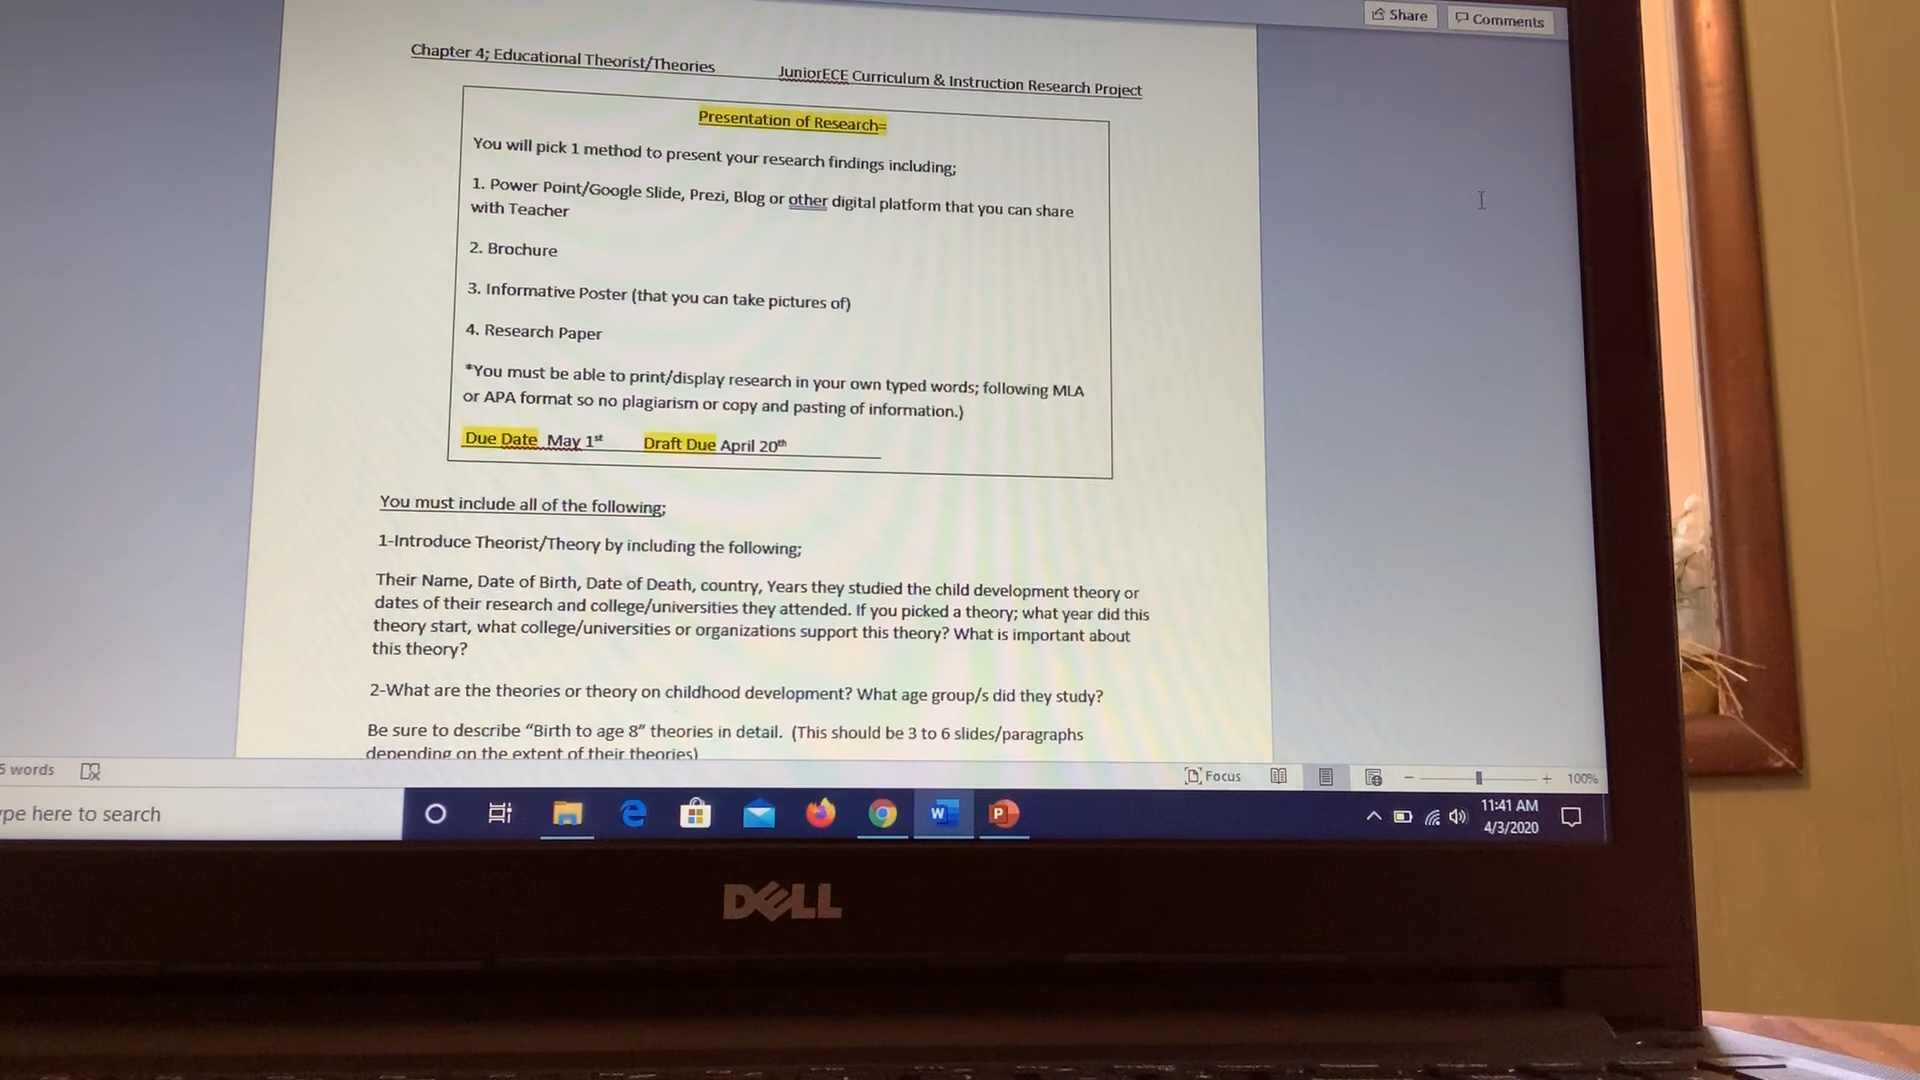 Share
Comments
Chapter 4; Educational Theorist/Theories JuniorECE Curriculum & Instruction Research Project
Presentation of Research=
You will pick 1 method to present your research findings including;
1. Power Point/Google Slide, Prezi, Blog or other digital platform that you can share
with Teacher
2. Brochure
3. Informative Poster (that you can take pictures of)
4. Research Paper
*You must be able to print/display research in your own typed words; following MLA
or APA format so no plagiarism or copy and pasting of information.)
Due Date May 1st Draft Due April 20th
You must include all of the following;
1-Introduce Theorist/Theory by including the following;
Their Name, Date of Birth, Date of Death, country, Years they studied the child development theory or
dates of their research and college/universities they attended. If you picked a theory; what year did this
theory start, what college/universities or organizations support this theory? What is important about
this theory?
2-What are the theories or theory on childhood development? What age group/s did they study?
Be sure to describe “Birth to age 8” theories in detail. (This should be 3 to 6 slides/paragraphs
depending on the extent of their theories)
5 words
Focus
100%
pe here to search
W
P
11:41 AM
4/3/2020
DELL